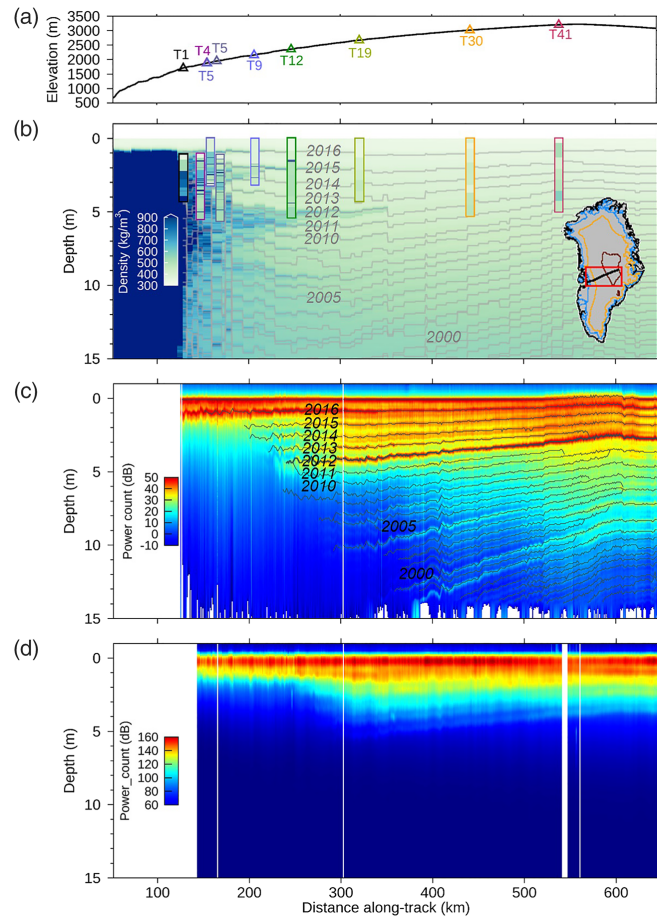 (a)
Elevation (m)
3500
3000
2500
2000
1500
1000
500
T1
T4
T5
T5
T9
T12
T19
T30
T41
(b)
Depth (m)
0
5
10
15
Density (kg/m³)
900
800
700
600
500
400
300
2016
2015
2014
2013
2012
2011
2010
2005
2000
(c)
Depth (m)
0
5
10
15
Power count (dB)
50
40
30
20
10
0
-10
2016
2015
2014
2013
2012
2011
2010
2005
2000
(d)
Depth (m)
0
5
10
15
Power_count (dB)
160
140
120
100
80
60
100 200 300 400 500 600
Distance along-track (km)